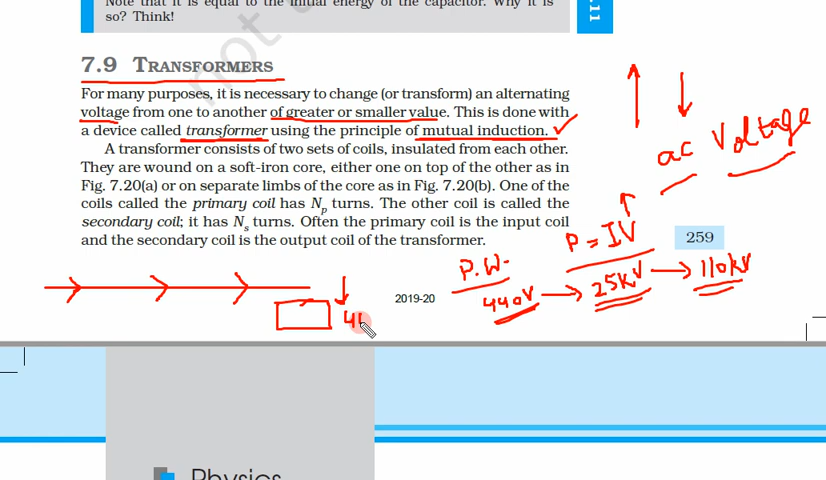 Note that it is equal to the initial energy of the capacitor. Why it is
so? Think!
.11
7.9 TRANSFORMERS
For many purposes, it is necessary to change (or transform) an alternating
voltage from one to another of greater or smaller value. This is done with
a device called transformer using the principle of mutual induction.
A transformer consists of two sets of coils, insulated from each other.
They are wound on a soft-iron core, either one on top of the other as in
Fig. 7.20(a) or on separate limbs of the core as in Fig. 7.20(b). One of the
coils called the primary coil has Np turns. The other coil is called the
secondary coil; it has Ns turns. Often the primary coil is the input coil
and the secondary coil is the output coil of the transformer.
ac Voltage
P = IV
259
P.W.
440V → 25kV → 110kV
2019-20
Physics